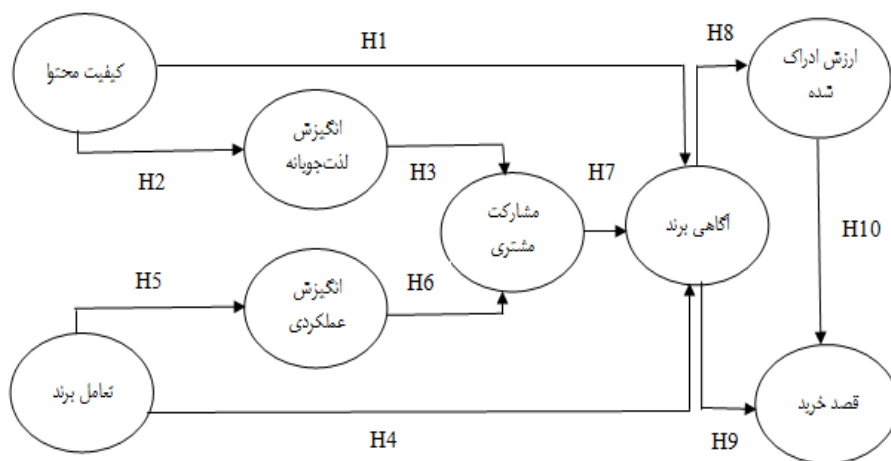 H1
H8
کیفیت محتوا
ارزش ادراک
شده
انگیزش
لذت‌جویانه
H2
H3
مشارکت
مشتری
H7
آگاهی برند
H10
H5
انگیزش
عملکردی
H6
تعامل برند
قصد خرید
H4
H9